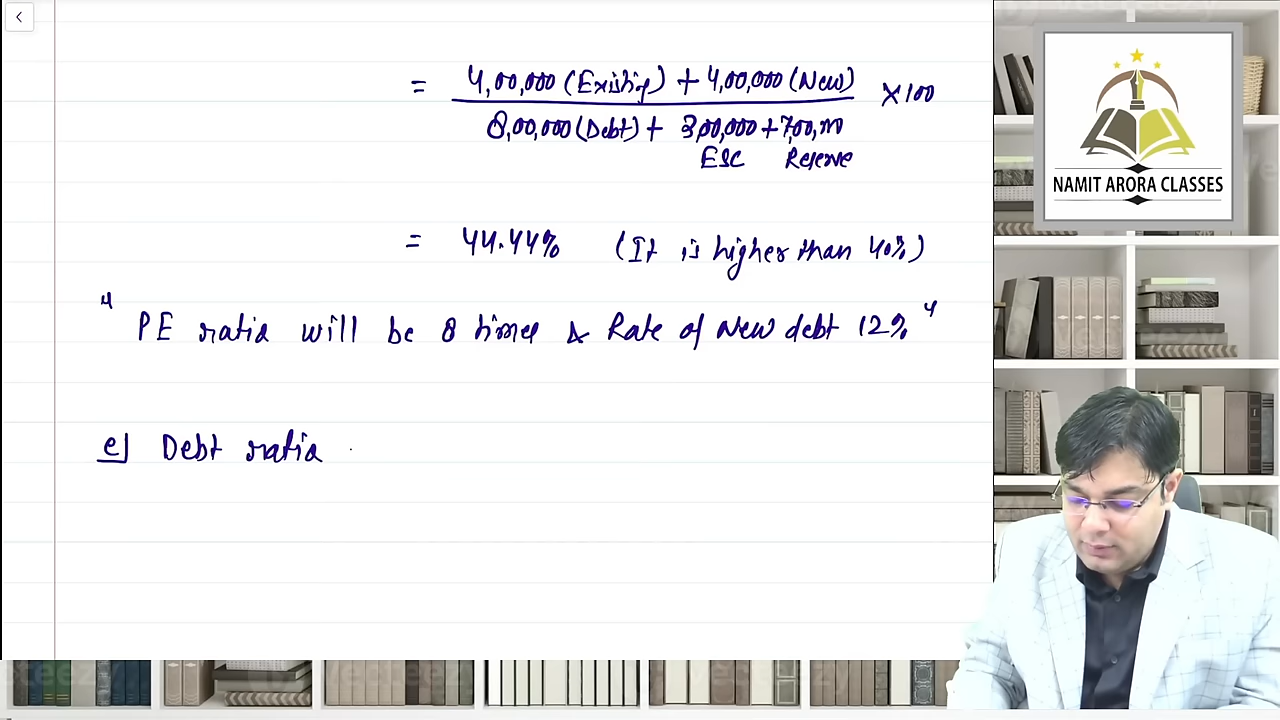 = 4,00,000 (Existing) + 4,00,000 (New) × 100
8,00,000 (Debt) + 3,00,000 + 7,00,000
ESC Reserve
= 44.44% (It is higher than 40%)
" PE ratio will be 8 times & Rate of New debt 12% "
e] Debt ratio
NAMIT ARORA CLASSES